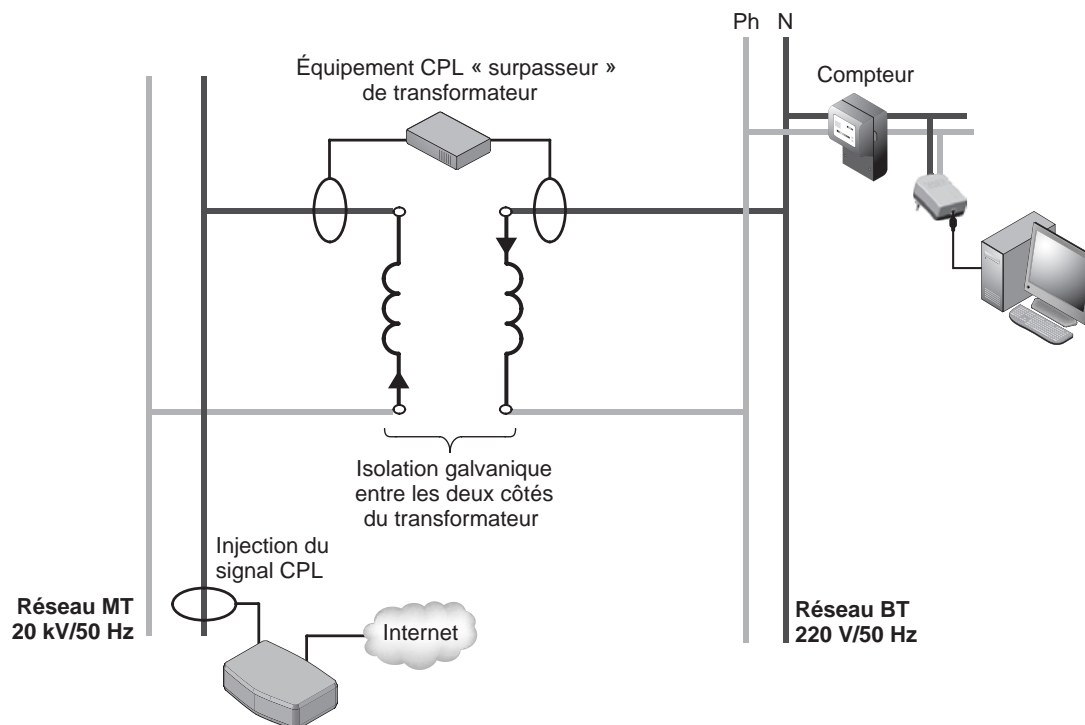 Ph N
Équipement CPL « surpasseur »
de transformateur
Compteur
Isolation galvanique
entre les deux côtés
du transformateur
Injection du
signal CPL
Réseau MT
20 kV/50 Hz
Internet
Réseau BT
220 V/50 Hz